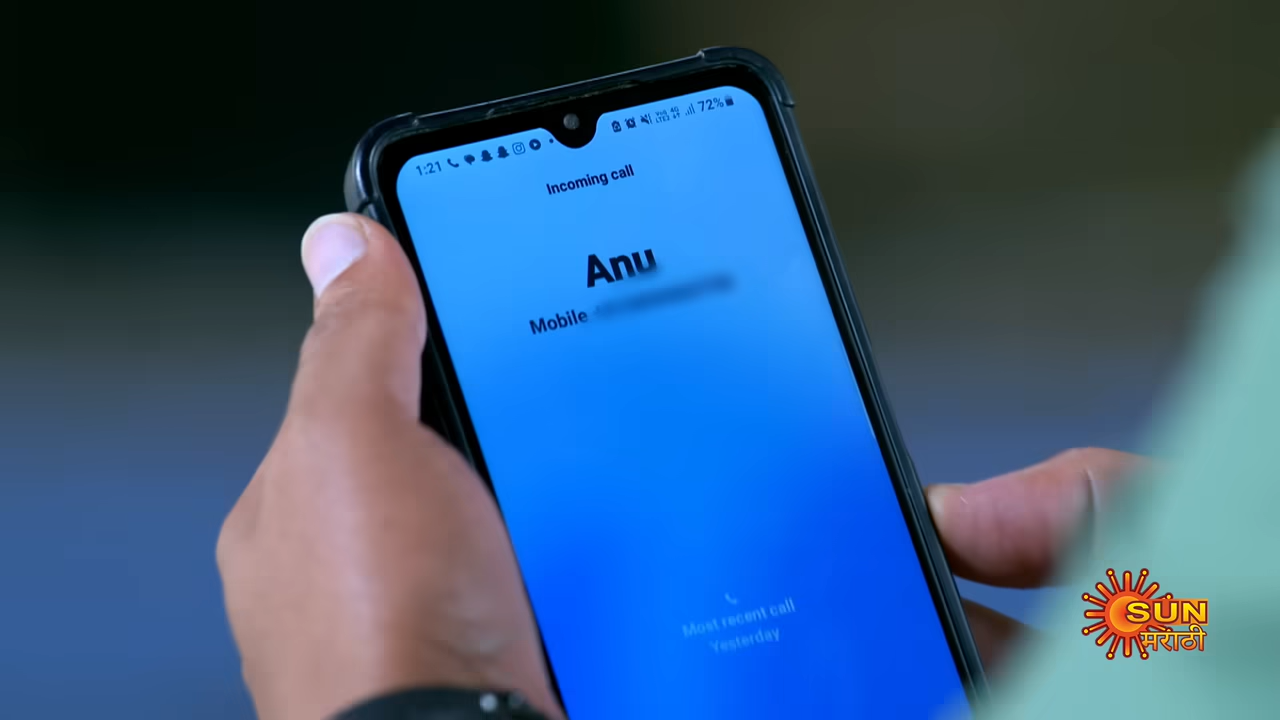 1:21
72%
Incoming call
Anu
Mobile
Most recent call
Yesterday
SUN
मराठी